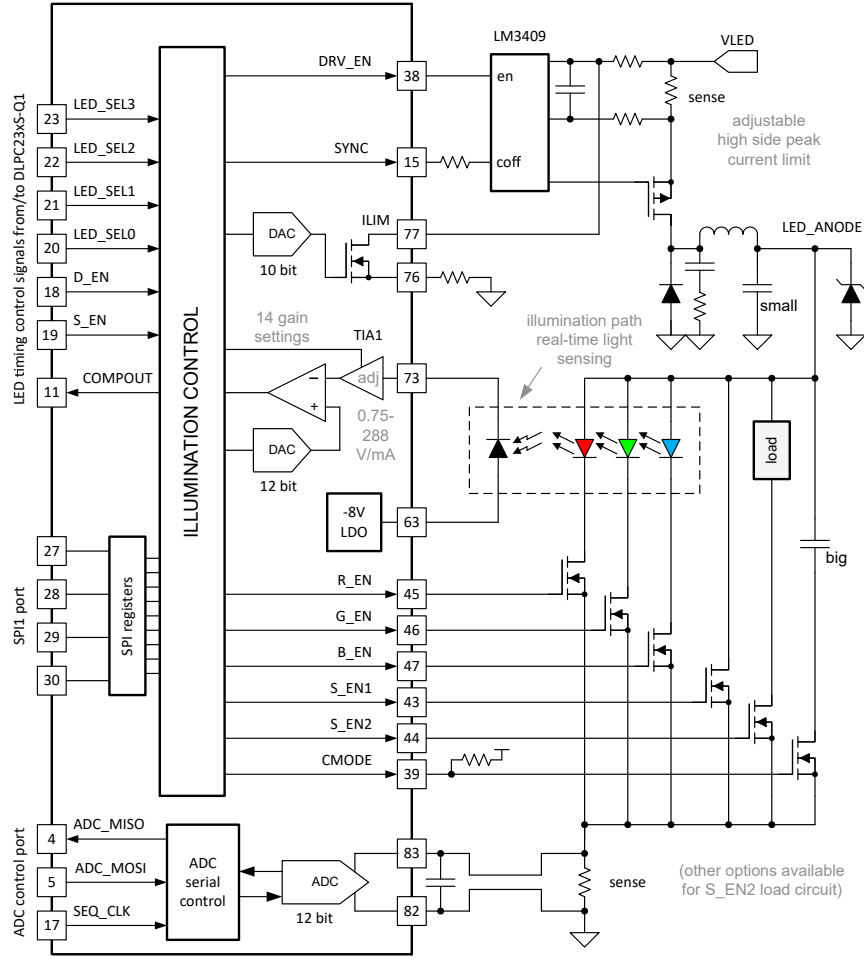 LM3409
VLED
DRV_EN
38
en
sense
LED_SEL3
23
adjustable
high side peak
current limit
LED_SEL2
22
SYNC
15
coff
LED_SEL1
21
LED_SEL0
20
DAC
10 bit
ILIM
77
LED_ANODE
D_EN
18
76
S_EN
19
small
LED timing control signals from/to DLPC23xS-Q1
ILLUMINATION CONTROL
14 gain
settings
TIA1
illumination path
real-time light
sensing
COMPOUT
11
adj
73
0.75-
288
V/mA
DAC
12 bit
load
-8V
LDO
63
big
27
28
29
30
SPI1 port
SPI registers
R_EN
45
G_EN
46
B_EN
47
S_EN1
43
S_EN2
44
CMODE
39
ADC control port
ADC_MISO
4
ADC_MOSI
5
SEQ_CLK
17
ADC
serial
control
ADC
12 bit
83
82
sense
(other options available
for S_EN2 load circuit)